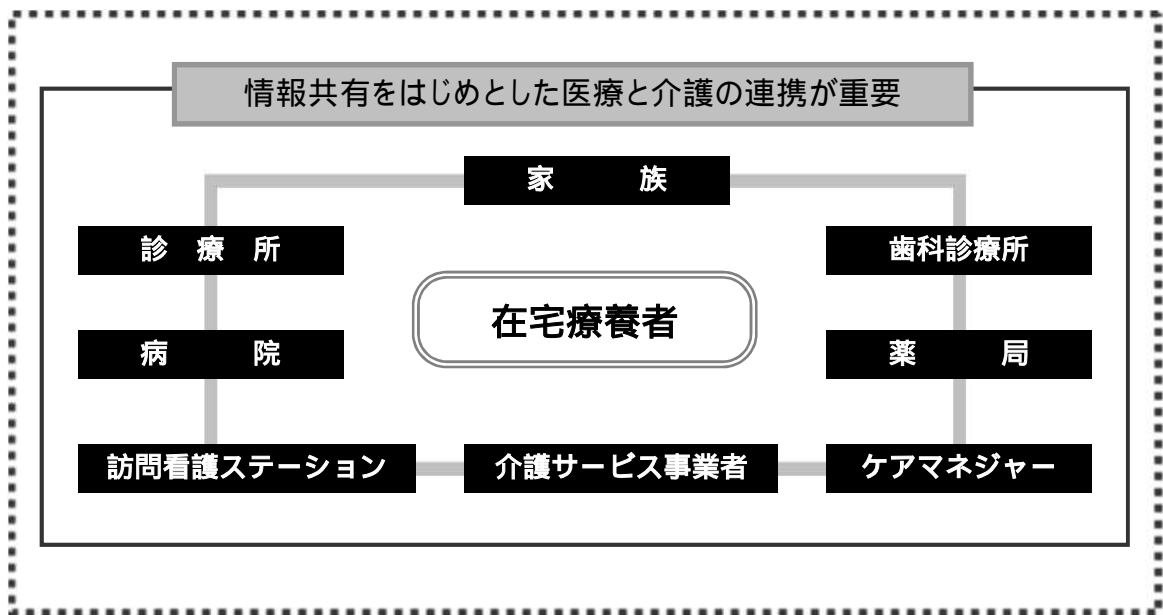 情報共有をはじめとした医療と介護の連携が重要
家　　　族
診　療　所
歯科診療所
在宅療養者
病　　　院
薬　　　局
訪問看護ステーション
介護サービス事業者
ケアマネジャー